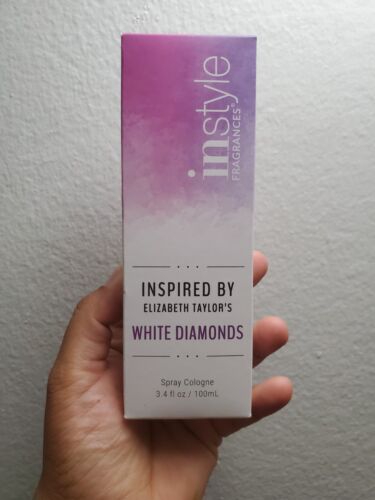 instyle
FRAGRANCES®
INSPIRED BY
ELIZABETH TAYLOR'S
WHITE DIAMONDS
Spray Cologne
3.4 fl oz / 100mL